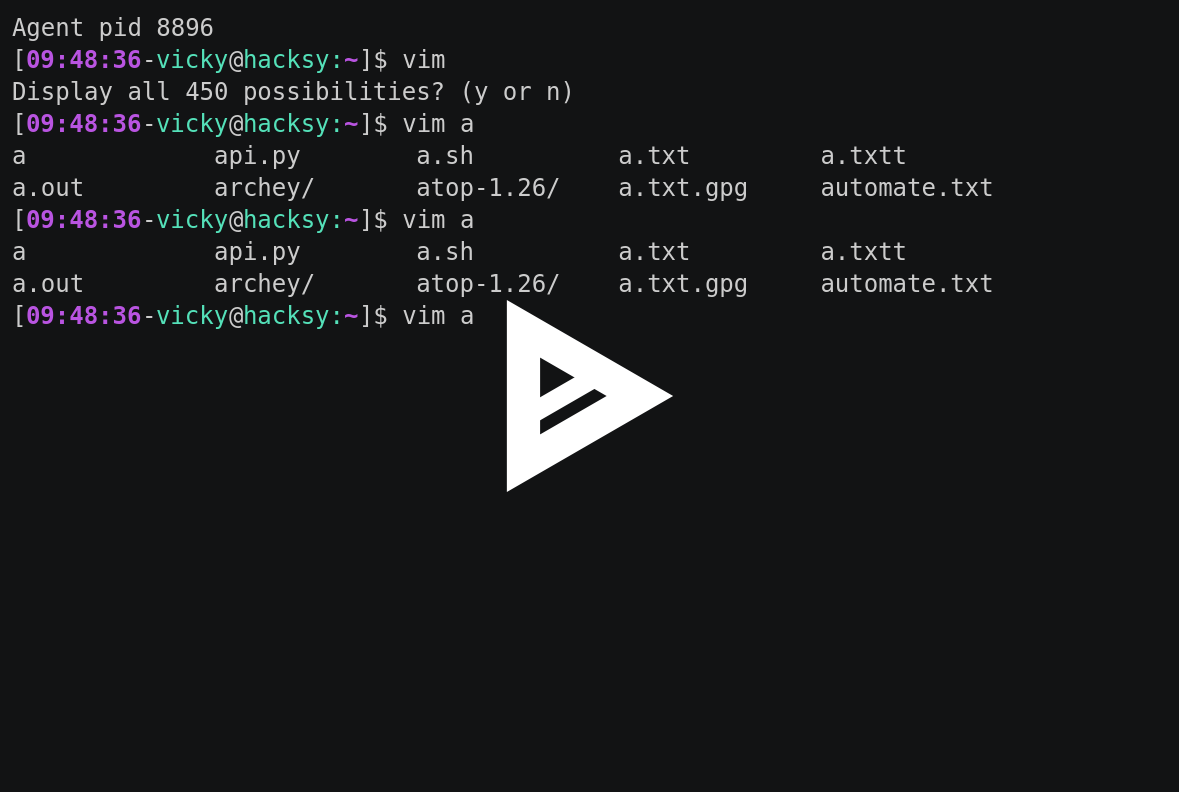 Agent pid 8896
[09:48:36-vicky@hacksy:~]$ vim
Display all 450 possibilities? (y or n)
[09:48:36-vicky@hacksy:~]$ vim a
a             api.py        a.sh          a.txt         a.txtt
a.out         archey/       atop-1.26/    a.txt.gpg     automate.txt
[09:48:36-vicky@hacksy:~]$ vim a
a             api.py        a.sh          a.txt         a.txtt
a.out         archey/       atop-1.26/    a.txt.gpg     automate.txt
[09:48:36-vicky@hacksy:~]$ vim a